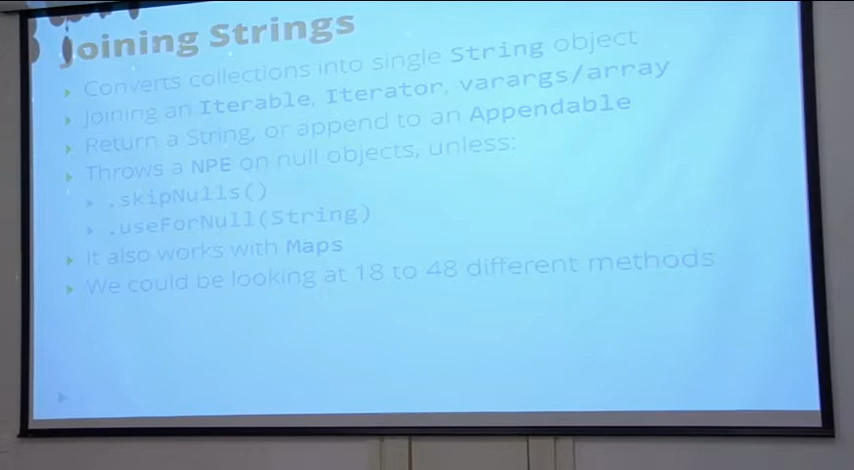 Joining Strings
Converts collections into single String object
Joining an Iterable, Iterator, varargs/array
Return a String, or append to an Appendable
Throws a NPE on null objects, unless:
.skipNulls()
.useForNull(String)
It also works with Maps
We could be looking at 18 to 48 different methods